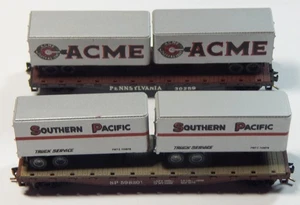 ACME ACME
PENNSYLVANIA
SOUTHERN PACIFIC SOUTHERN PACIFIC
TRUCK SERVICE TRUCK SERVICE